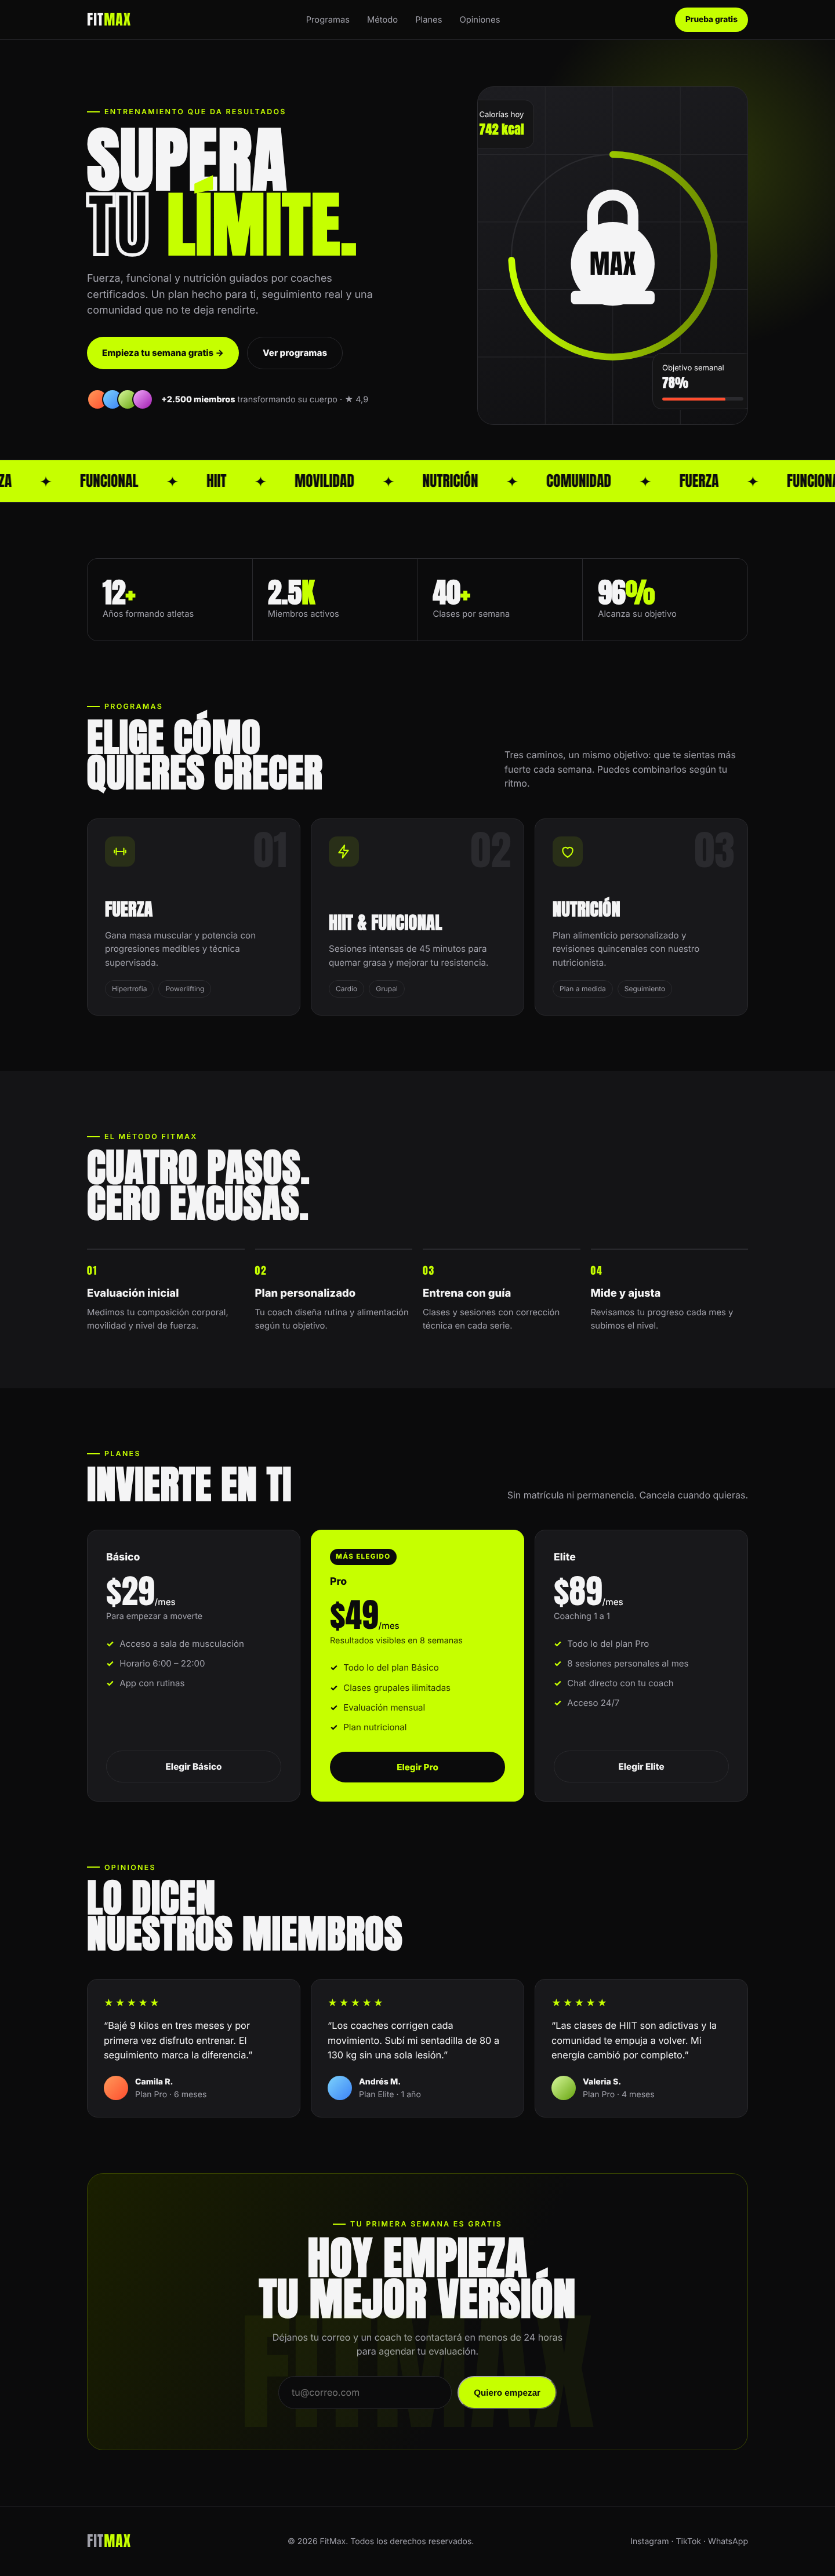 FITMAX
Programas Método Planes Opiniones
Prueba gratis
ENTRENAMIENTO QUE DA RESULTADOS
SUPERA
TU LÍMITE.
Fuerza, funcional y nutrición guiados por coaches
certificados. Un plan hecho para ti, seguimiento real y una
comunidad que no te deja rendirte.
Empieza tu semana gratis →
Ver programas
+2.500 miembros transformando su cuerpo · ★ 4,9
Calorías hoy
742 kcal
MAX
Objetivo semanal
78%
ZA ✦ FUNCIONAL ✦ HIIT ✦ MOVILIDAD ✦ NUTRICIÓN ✦ COMUNIDAD ✦ FUERZA ✦ FUNCIONA
12+
Años formando atletas
2.5K
Miembros activos
40+
Clases por semana
96%
Alcanza su objetivo
PROGRAMAS
ELIGE CÓMO
QUIERES CRECER
Tres caminos, un mismo objetivo: que te sientas más
fuerte cada semana. Puedes combinarlos según tu
ritmo.
01
FUERZA
Gana masa muscular y potencia con
progresiones medibles y técnica
supervisada.
Hipertrofia Powerlifting
02
HIIT & FUNCIONAL
Sesiones intensas de 45 minutos para
quemar grasa y mejorar tu resistencia.
Cardio Grupal
03
NUTRICIÓN
Plan alimenticio personalizado y
revisiones quincenales con nuestro
nutricionista.
Plan a medida Seguimiento
EL MÉTODO FITMAX
CUATRO PASOS.
CERO EXCUSAS.
01
Evaluación inicial
Medimos tu composición corporal,
movilidad y nivel de fuerza.
02
Plan personalizado
Tu coach diseña rutina y alimentación
según tu objetivo.
03
Entrena con guía
Clases y sesiones con corrección
técnica en cada serie.
04
Mide y ajusta
Revisamos tu progreso cada mes y
subimos el nivel.
PLANES
INVIERTE EN TI
Sin matrícula ni permanencia. Cancela cuando quieras.
Básico
$29/mes
Para empezar a moverte
✓ Acceso a sala de musculación
✓ Horario 6:00 – 22:00
✓ App con rutinas
Elegir Básico
MÁS ELEGIDO
Pro
$49/mes
Resultados visibles en 8 semanas
✓ Todo lo del plan Básico
✓ Clases grupales ilimitadas
✓ Evaluación mensual
✓ Plan nutricional
Elegir Pro
Elite
$89/mes
Coaching 1 a 1
✓ Todo lo del plan Pro
✓ 8 sesiones personales al mes
✓ Chat directo con tu coach
✓ Acceso 24/7
Elegir Elite
OPINIONES
LO DICEN
NUESTROS MIEMBROS
★★★★★
“Bajé 9 kilos en tres meses y por
primera vez disfruto entrenar. El
seguimiento marca la diferencia.”
Camila R.
Plan Pro · 6 meses
★★★★★
“Los coaches corrigen cada
movimiento. Subí mi sentadilla de 80 a
130 kg sin una sola lesión.”
Andrés M.
Plan Elite · 1 año
★★★★★
“Las clases de HIIT son adictivas y la
comunidad te empuja a volver. Mi
energía cambió por completo.”
Valeria S.
Plan Pro · 4 meses
TU PRIMERA SEMANA ES GRATIS
HOY EMPIEZA
TU MEJOR VERSIÓN
Déjanos tu correo y un coach te contactará en menos de 24 horas
para agendar tu evaluación.
FITMAX
tu@correo.com
Quiero empezar
FITMAX
© 2026 FitMax. Todos los derechos reservados.
Instagram · TikTok · WhatsApp